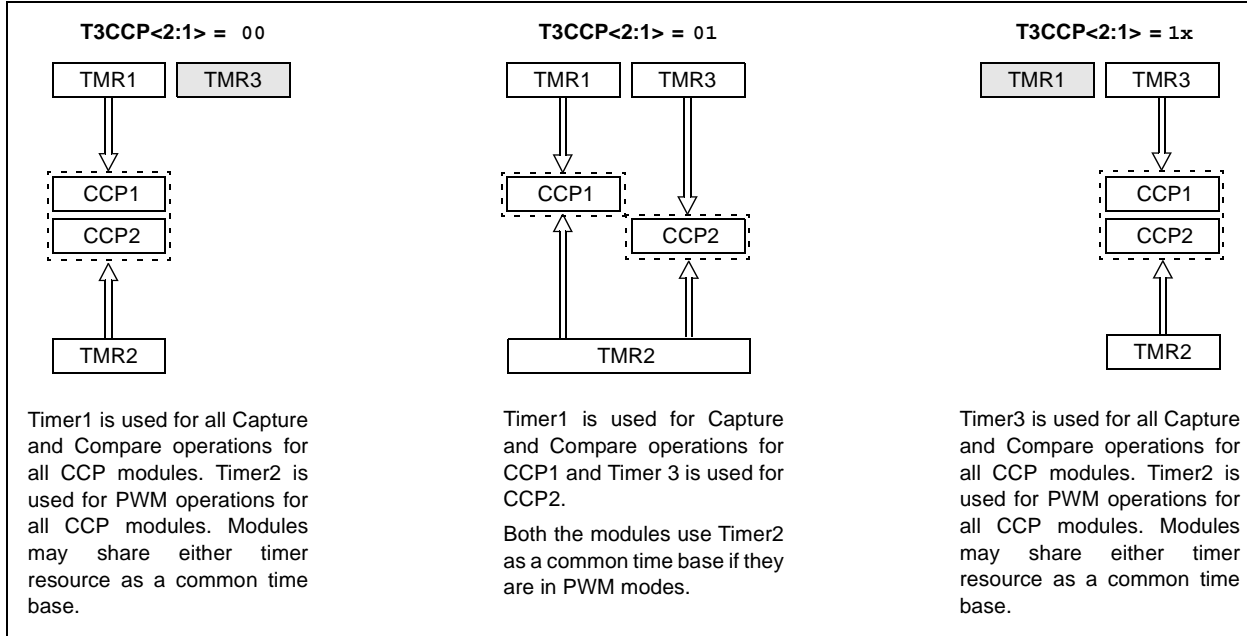 T3CCP<2:1> = 00
TMR1
TMR3
CCP1
CCP2
TMR2
Timer1 is used for all Capture
and Compare operations for
all CCP modules. Timer2 is
used for PWM operations for
all CCP modules. Modules
may share either timer
resource as a common time
base.
T3CCP<2:1> = 01
TMR1
TMR3
CCP1
CCP2
TMR2
Timer1 is used for Capture
and Compare operations for
CCP1 and Timer 3 is used for
CCP2.
Both the modules use Timer2
as a common time base if they
are in PWM modes.
T3CCP<2:1> = 1x
TMR1
TMR3
CCP1
CCP2
TMR2
Timer3 is used for all Capture
and Compare operations for
all CCP modules. Timer2 is
used for PWM operations for
all CCP modules. Modules
may share either timer
resource as a common time
base.